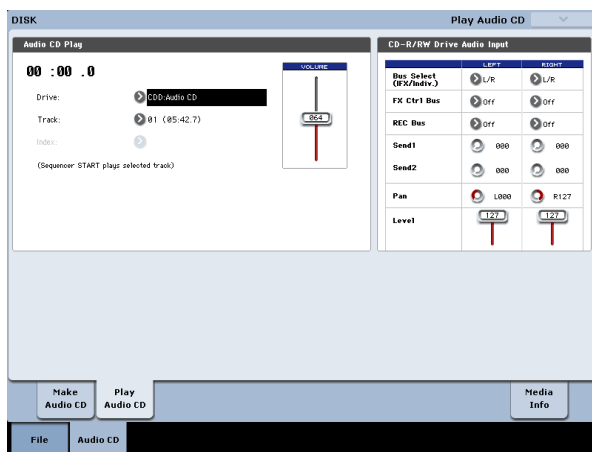 DISK
Play Audio CD
Audio CD Play
00 :00 .0
Drive: CDD:Audio CD
Track: 01 (05:42.7)
Index:
(Sequencer START plays selected track)
VOLUME
064
CD-R/RW Drive Audio Input
LEFT RIGHT
Bus Select
(IFX/Indiv.) L/R L/R
FX Ctrl Bus Off Off
REC Bus Off Off
Send1 000 000
Send2 000 000
Pan L000 R127
Level 127 127
Make
Audio CD
Play
Audio CD
Media
Info
File
Audio CD